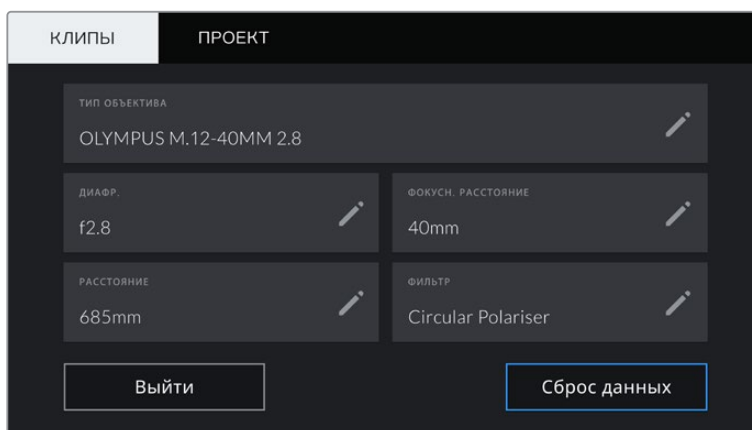 КЛИПЫ ПРОЕКТ
ТИП ОБЪЕКТИВА
OLYMPUS M.12-40MM 2.8
ДИАФР. ФОКУСН. РАССТОЯНИЕ
f2.8 40mm
РАССТОЯНИЕ ФИЛЬТР
685mm Circular Polariser
Выйти Сброс данных